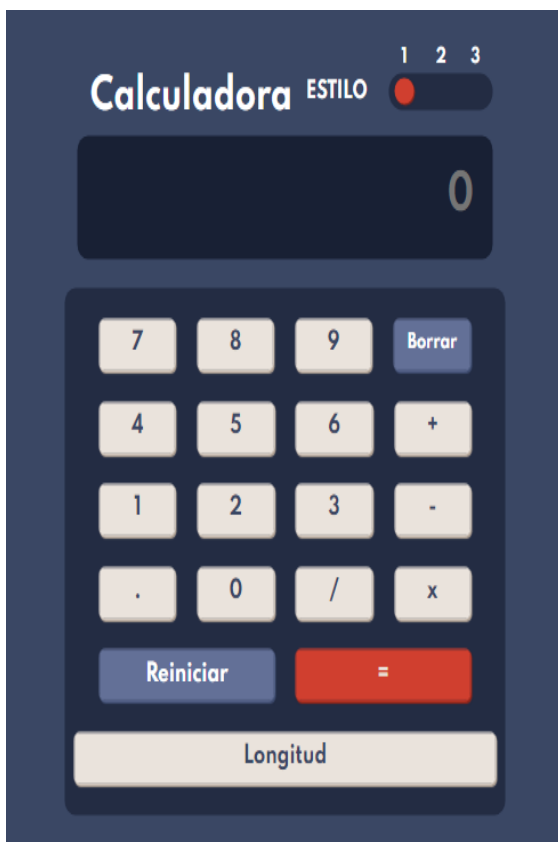 1 2 3
Calculadora ESTILO
0
7 8 9 Borrar
4 5 6 +
1 2 3 -
. 0 / x
Reiniciar =
Longitud